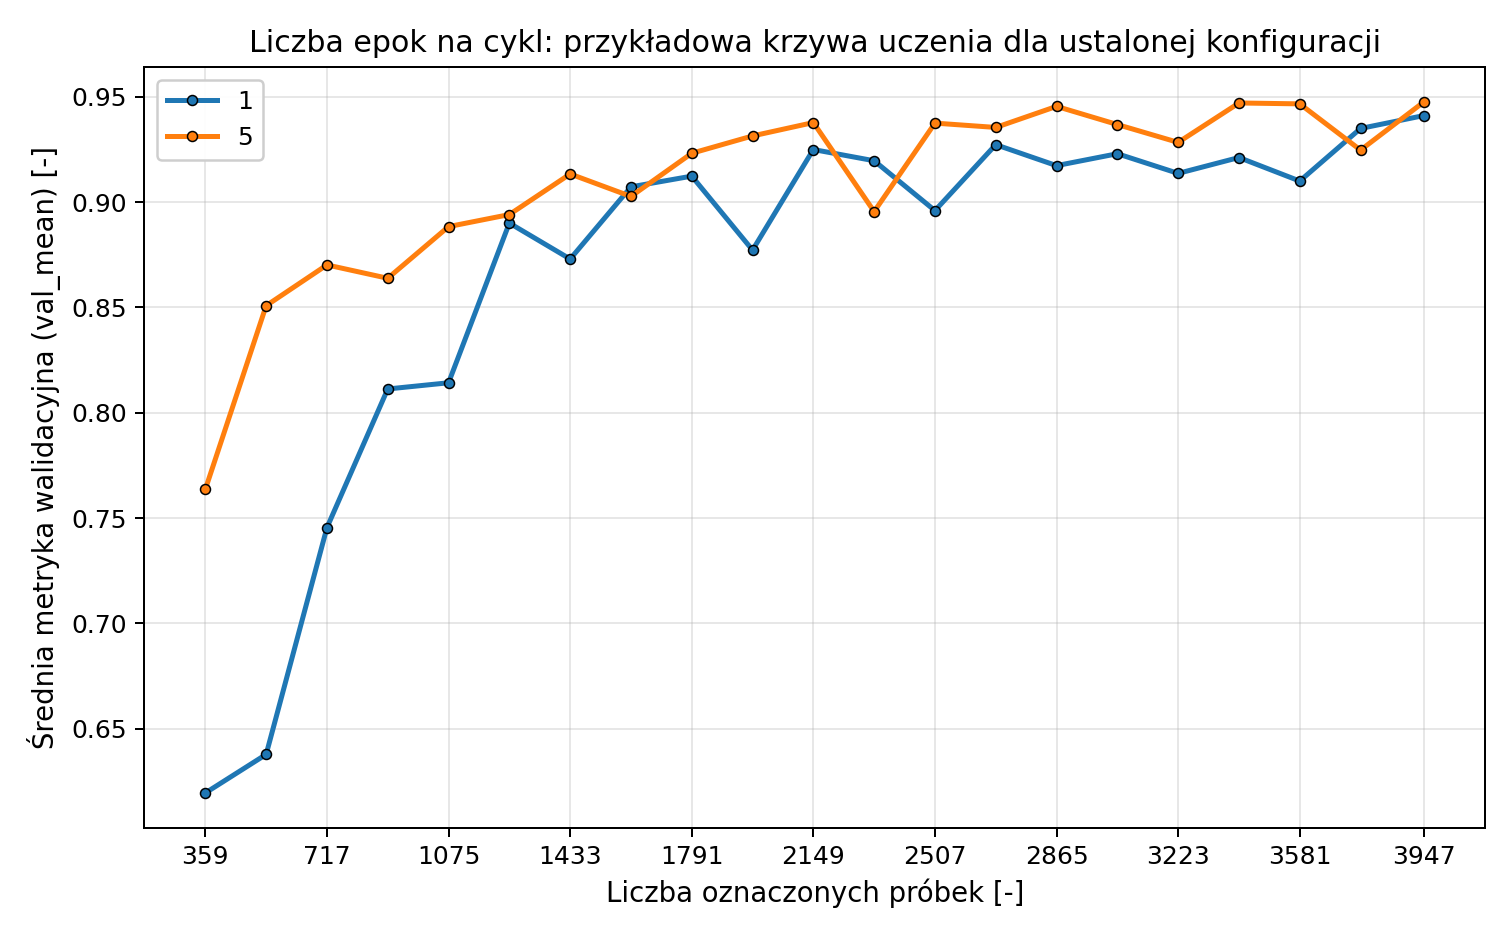 Liczba epok na cykl: przykładowa krzywa uczenia dla ustalonej konfiguracji
1
5
Średnia metryka walidacyjna (val_mean) [-]
0.95
0.90
0.85
0.80
0.75
0.70
0.65
359 717 1075 1433 1791 2149 2507 2865 3223 3581 3947
Liczba oznaczonych próbek [-]